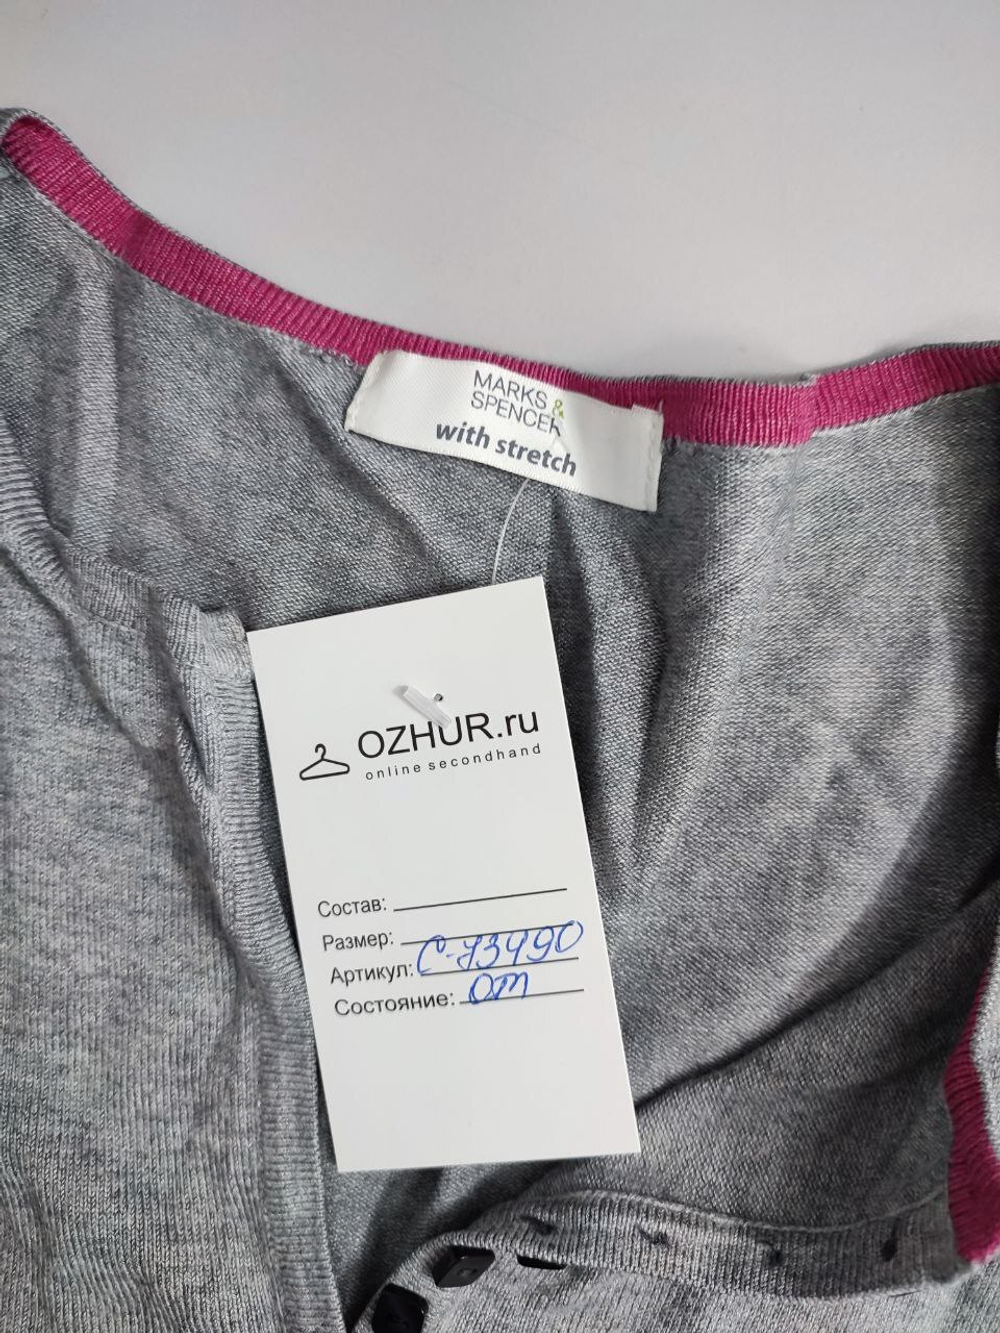 MARKS &
SPENCER
with stretch
OZHUR.ru
online secondhand
Состав:
Размер:
Артикул: С-73490
Состояние: от